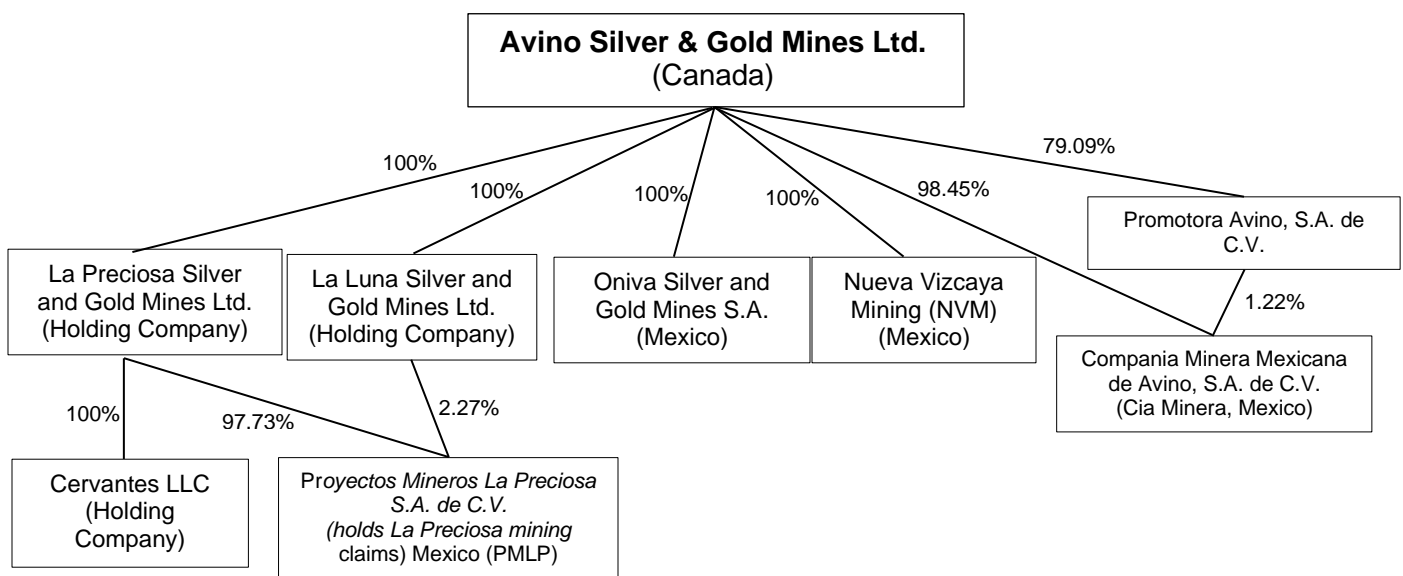 Avino Silver & Gold Mines Ltd.
(Canada)
100%
100%
100%
100%
98.45%
79.09%
La Preciosa Silver
and Gold Mines Ltd.
(Holding Company)
La Luna Silver and
Gold Mines Ltd.
(Holding Company)
Oniva Silver and
Gold Mines S.A.
(Mexico)
Nueva Vizcaya
Mining (NVM)
(Mexico)
Promotora Avino, S.A. de
C.V.
1.22%
Compania Minera Mexicana
de Avino, S.A. de C.V.
(Cia Minera, Mexico)
100%
97.73%
2.27%
Cervantes LLC
(Holding
Company)
Proyectos Mineros La Preciosa
S.A. de C.V.
(holds La Preciosa mining
claims) Mexico (PMLP)